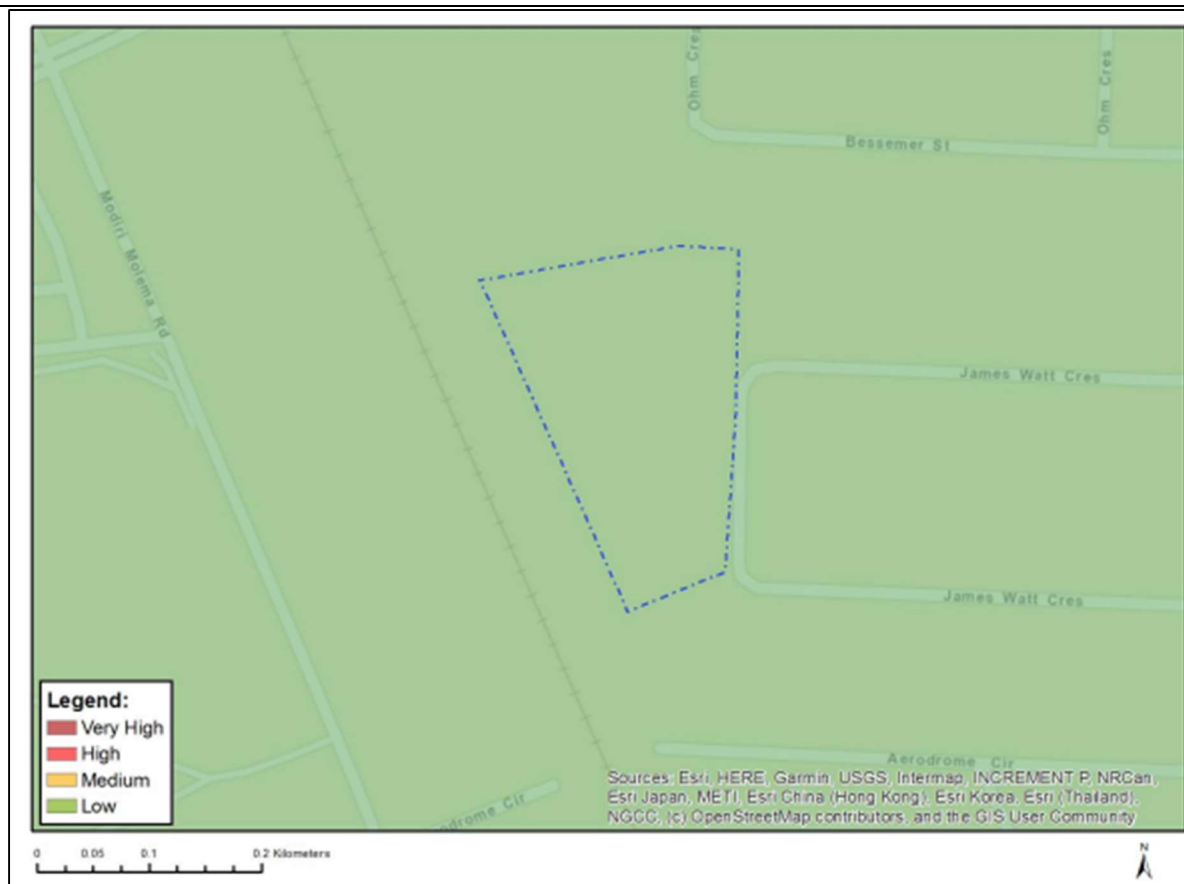 Ohm Cres
Ohm Cres
Bessemer St
Modiri Molema Rd
James Watt Cres
James Watt Cres
Aerodrome Cir
odrome Cir
Legend:
Very High
High
Medium
Low
Sources: Esri, HERE, Garmin, USGS, Intermap, INCREMENT P, NRCan,
Esri Japan, METI, Esri China (Hong Kong), Esri Korea, Esri (Thailand),
NGCC, (c) OpenStreetMap contributors, and the GIS User Community
0 0.05 0.1 0.2 Kilometers
N